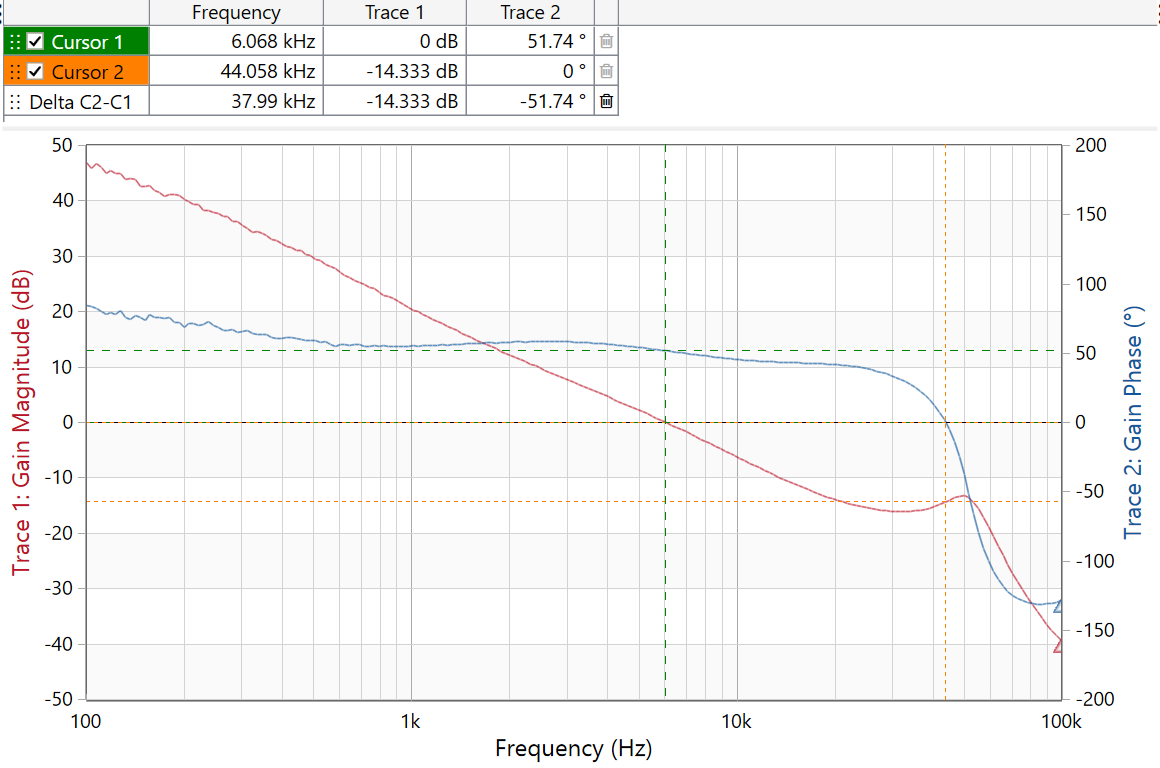 Frequency Trace 1 Trace 2
Cursor 1 6.068 kHz 0 dB 51.74 °
Cursor 2 44.058 kHz -14.333 dB 0 °
Delta C2-C1 37.99 kHz -14.333 dB -51.74 °
50 200
40 150
30 100
20 50
10 0
0 -50
-10 -100
-20 -150
-30 -200
-40
-50
Trace 1: Gain Magnitude (dB)
Trace 2: Gain Phase (°)
100 1k 10k 100k
Frequency (Hz)